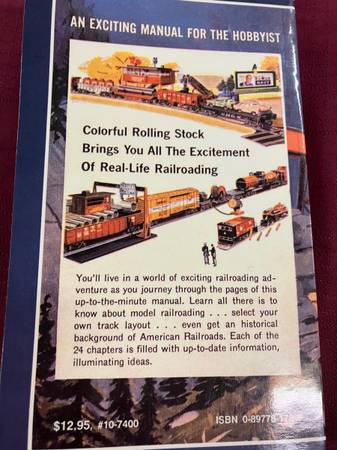 AN EXCITING MANUAL FOR THE HOBBYIST
Colorful Rolling Stock
Brings You All The Excitement
Of Real-Life Railroading
You'll live in a world of exciting railroading ad-
venture as you journey through the pages of this
up-to-the-minute manual. Learn all there is to
know about model railroading . . . select your
own track layout . . . even get an historical
background of American Railroads. Each of the
24 chapters is filled with up-to-date information,
illuminating ideas.
$12.95, #10-7400
ISBN